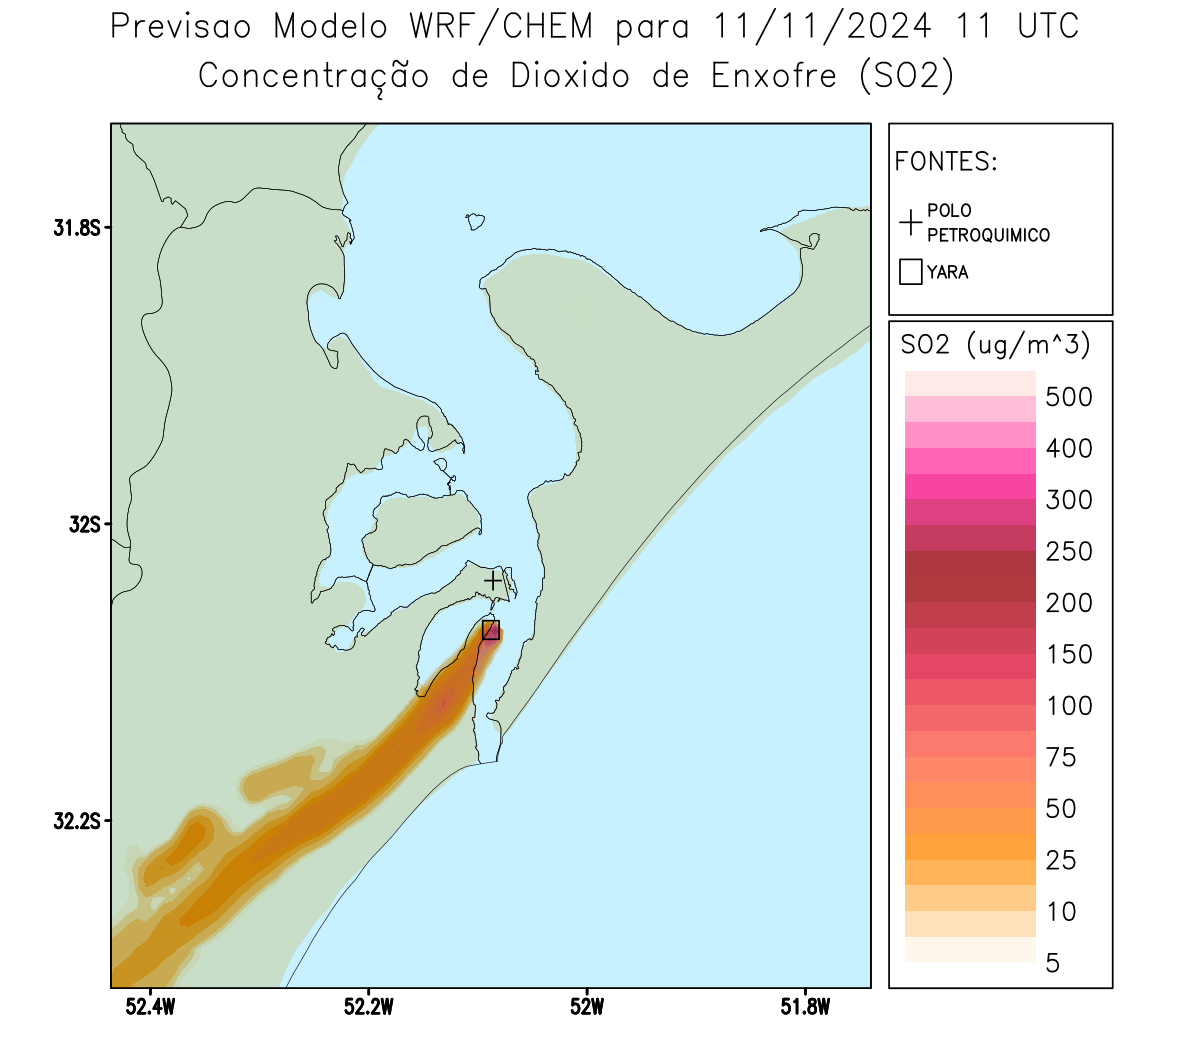 Previsao Modelo WRF/CHEM para 11/11/2024 11 UTC
Concentração de Dioxido de Enxofre (SO2)
FONTES:
POLO
PETROQUIMICO
YARA
SO2 (ug/m^3)
500
400
300
250
200
150
100
75
50
25
10
5
31.8S
32S
32.2S
52.4W
52.2W
52W
51.8W